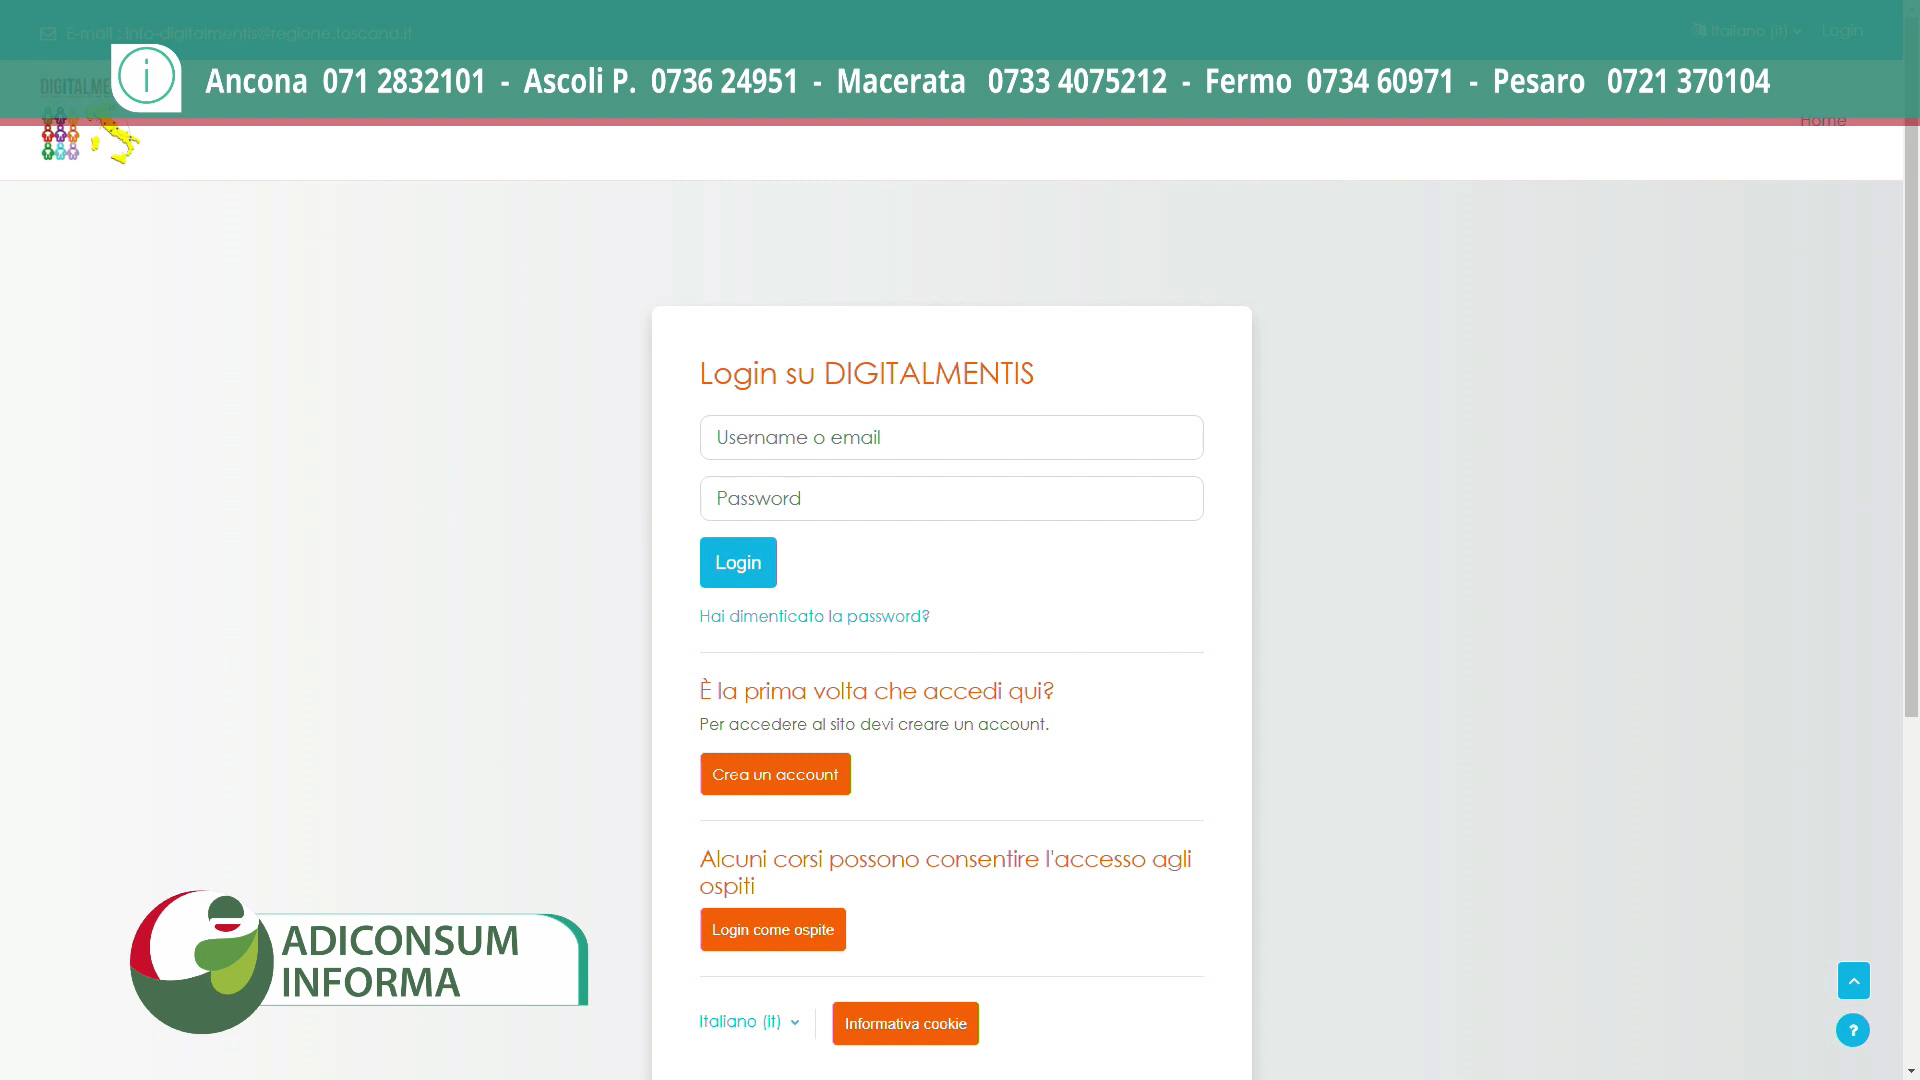 E-mail : info-digitalmentis@regione.toscana.it
Italiano (it)
Login
Ancona 071 2832101 - Ascoli P. 0736 24951 - Macerata 0733 4075212 - Fermo 0734 60971 - Pesaro 0721 370104
Home
Login su DIGITALMENTIS
Username o email
Password
Login
Hai dimenticato la password?
È la prima volta che accedi qui?
Per accedere al sito devi creare un account.
Crea un account
Alcuni corsi possono consentire l'accesso agli
ospiti
Login come ospite
ADICONSUM
INFORMA
Italiano (it)
Informativa cookie
?